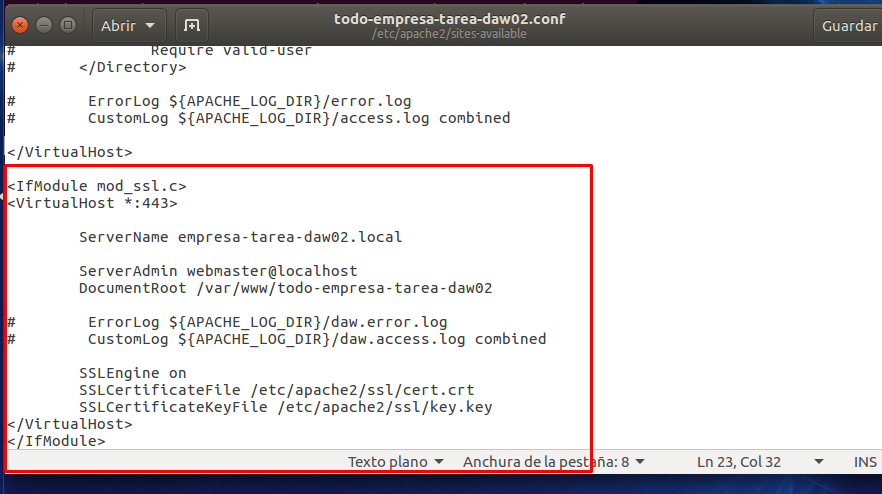 Abrir
todo-empresa-tarea-daw02.conf
/etc/apache2/sites-available
Guardar
#               Require valid-user
#       </Directory>
#        ErrorLog ${APACHE_LOG_DIR}/error.log
#        CustomLog ${APACHE_LOG_DIR}/access.log combined
</VirtualHost>
<IfModule mod_ssl.c>
<VirtualHost *:443>
        ServerName empresa-tarea-daw02.local
        ServerAdmin webmaster@localhost
        DocumentRoot /var/www/todo-empresa-tarea-daw02
#        ErrorLog ${APACHE_LOG_DIR}/daw.error.log
#        CustomLog ${APACHE_LOG_DIR}/daw.access.log combined
        SSLEngine on
        SSLCertificateFile /etc/apache2/ssl/cert.crt
        SSLCertificateKeyFile /etc/apache2/ssl/key.key
</VirtualHost>
</IfModule>
Texto plano Anchura de la pestaña: 8 Ln 23, Col 32 INS